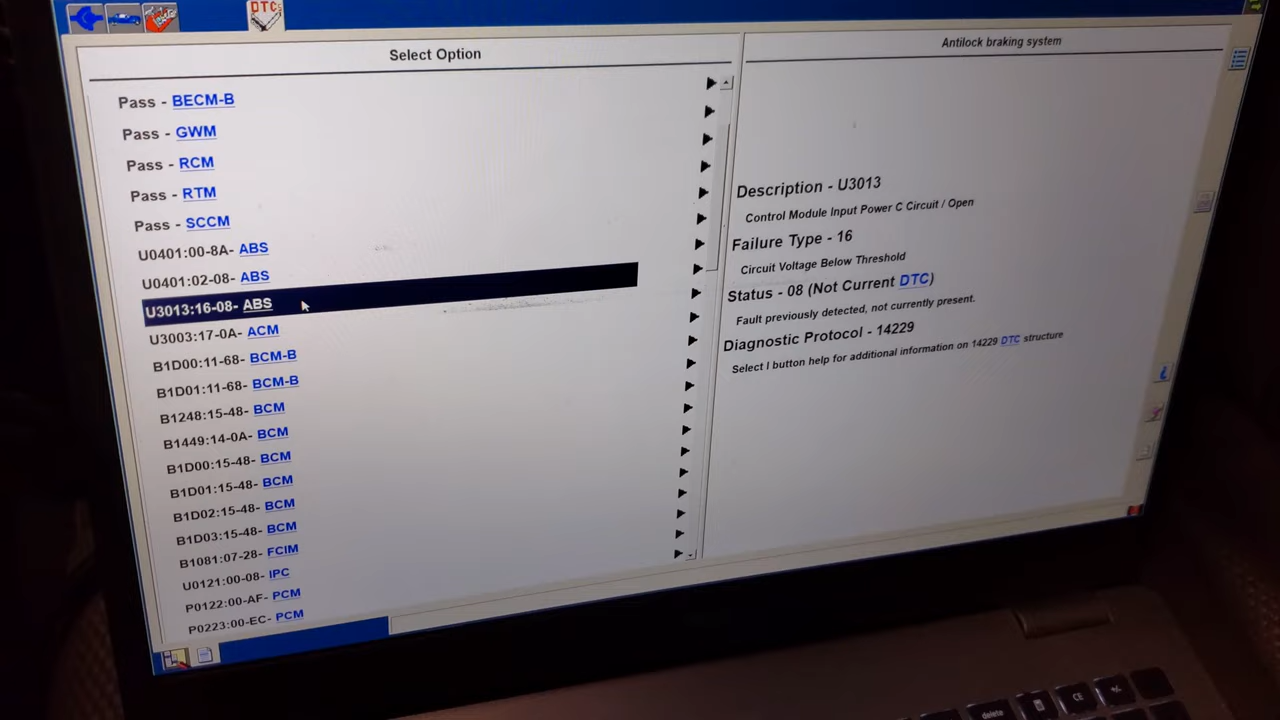 DTCs
Select Option
Pass - BECM-B
Pass - GWM
Pass - RCM
Pass - RTM
Pass - SCCM
U0401:00-8A- ABS
U0401:02-08- ABS
U3013:16-08- ABS
U3003:17-0A- ACM
B1D00:11-68- BCM-B
B1D01:11-68- BCM-B
B1248:15-48- BCM
B1449:14-0A- BCM
B1D00:15-48- BCM
B1D01:15-48- BCM
B1D02:15-48- BCM
B1D03:15-48- BCM
B1081:07-28- FCIM
U0121:00-08- IPC
P0122:00-AF- PCM
P0223:00-EC- PCM
Antilock braking system
Description - U3013
Control Module Input Power C Circuit / Open
Failure Type - 16
Circuit Voltage Below Threshold
Status - 08 (Not Current DTC)
Fault previously detected, not currently present.
Diagnostic Protocol - 14229
Select I button help for additional information on 14229 DTC structure
delete
CE
+/-